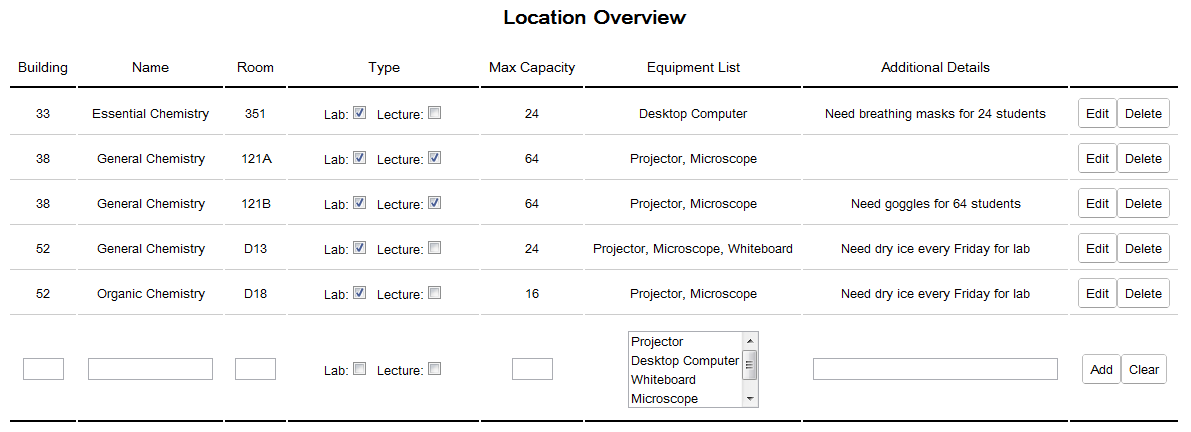 Location Overview
Building Name Room Type Max Capacity Equipment List Additional Details
33 Essential Chemistry 351 Lab: Lecture: 24 Desktop Computer Need breathing masks for 24 students Edit Delete
38 General Chemistry 121A Lab: Lecture: 64 Projector, Microscope Edit Delete
38 General Chemistry 121B Lab: Lecture: 64 Projector, Microscope Need goggles for 64 students Edit Delete
52 General Chemistry D13 Lab: Lecture: 24 Projector, Microscope, Whiteboard Need dry ice every Friday for lab Edit Delete
52 Organic Chemistry D18 Lab: Lecture: 16 Projector, Microscope Need dry ice every Friday for lab Edit Delete
Projector
Desktop Computer
Lab: Lecture: Add Clear
Whiteboard
Microscope